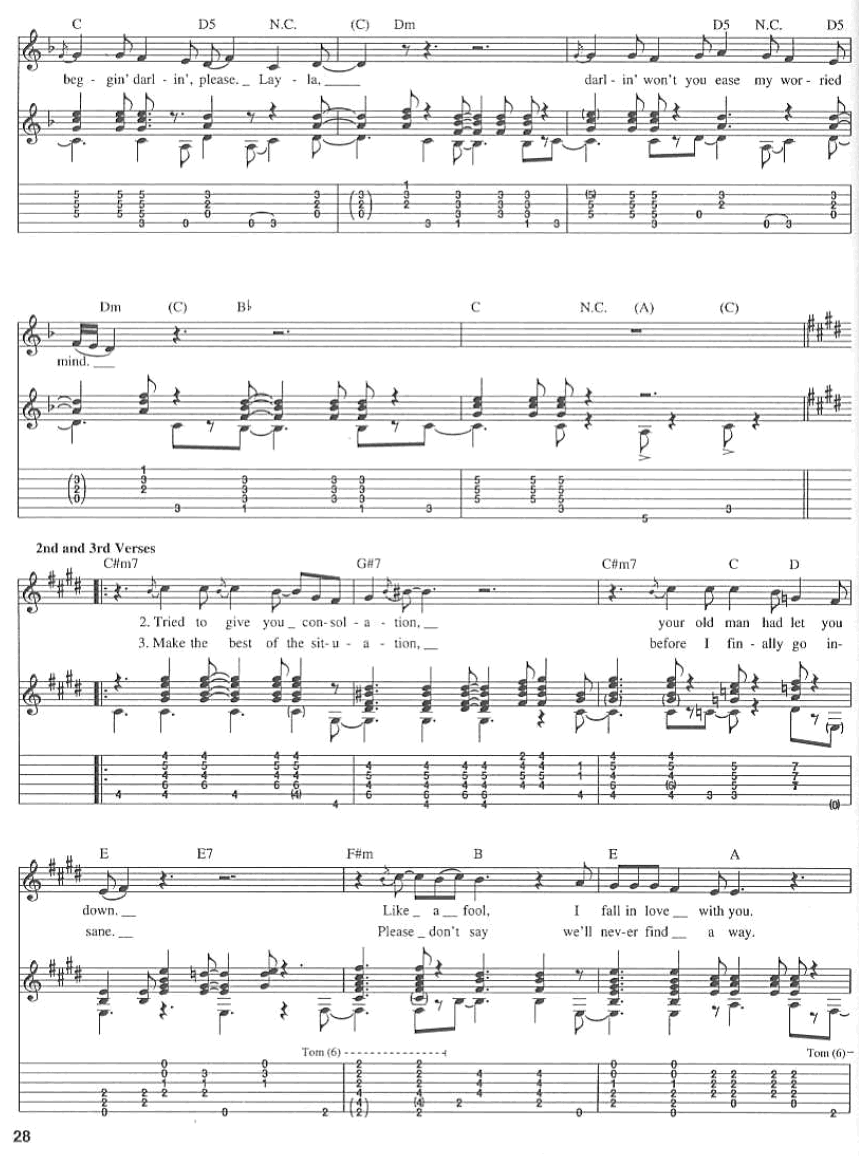 C D5 N.C. (C) Dm D5 N.C. D5
beg - gin' darl - in', please. _ Lay - la, _____ darl - in' won't you ease my wor - ried
Dm (C) B♭ C N.C. (A) (C)
mind. ___
2nd and 3rd Verses
C#m7 G#7 C#m7 C D
2. Tried to give you _ con - sol - a - tion, __ your old man had let you
3. Make the best of the sit - u - a - tion, __ before I fin - ally go in-
E E7 F#m B E A
down. __ Like _ a __ fool, I fall in love __ with you.
sane. __ Please _ don't say we'll nev-er find __ a way.
Tom (6) Tom (6)
28